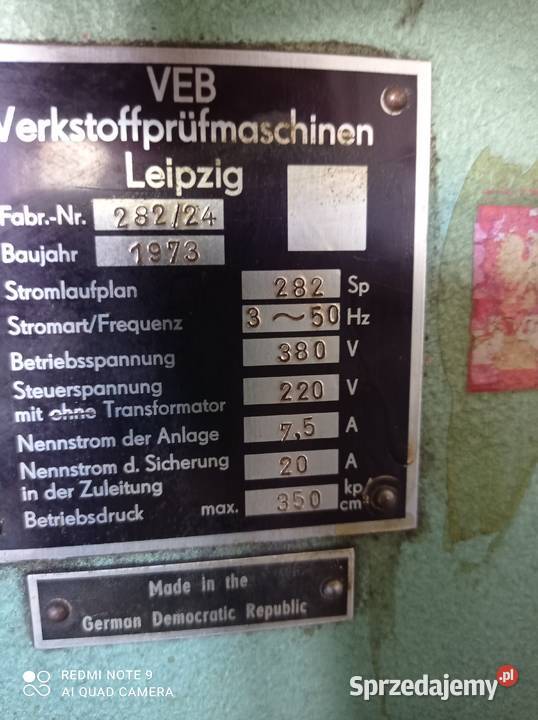 VEB
Werkstoffprüfmaschinen
Leipzig
Fabr.-Nr. 282/24
Baujahr 1973
Stromlaufplan 282 Sp
Stromart/Frequenz 3 ~ 50 Hz
Betriebsspannung 380 V
Steuerspannung 220 V
mit ohne Transformator
Nennstrom der Anlage 7,5 A
Nennstrom d. Sicherung 20 A
in der Zuleitung
Betriebsdruck max. 350 kp/cm²
Made in the
German Democratic Republic
REDMI NOTE 9
AI QUAD CAMERA
Sprzedajemy.pl